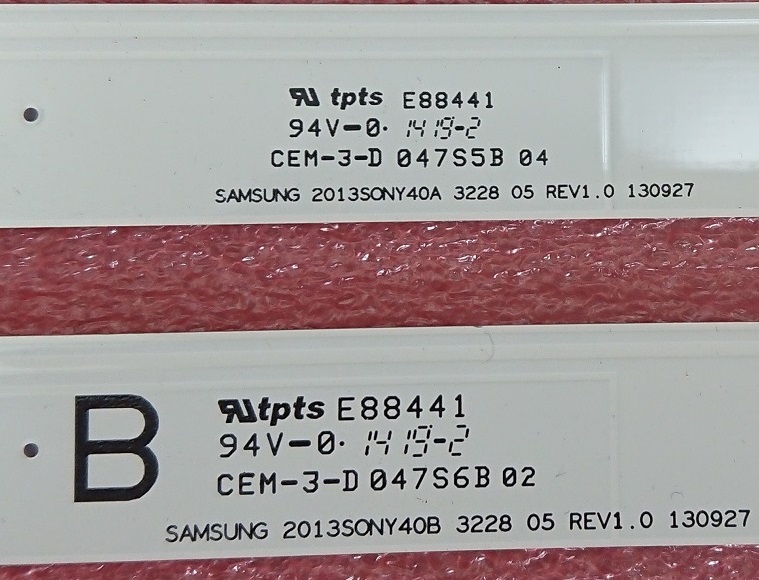 tpts E88441
94V-0· 1419-2
CEM-3-D 047S5B 04
SAMSUNG 2013SONY40A 3228 05 REV1.0 130927
B
tpts E88441
94V-0· 1419-2
CEM-3-D 047S6B 02
SAMSUNG 2013SONY40B 3228 05 REV1.0 130927